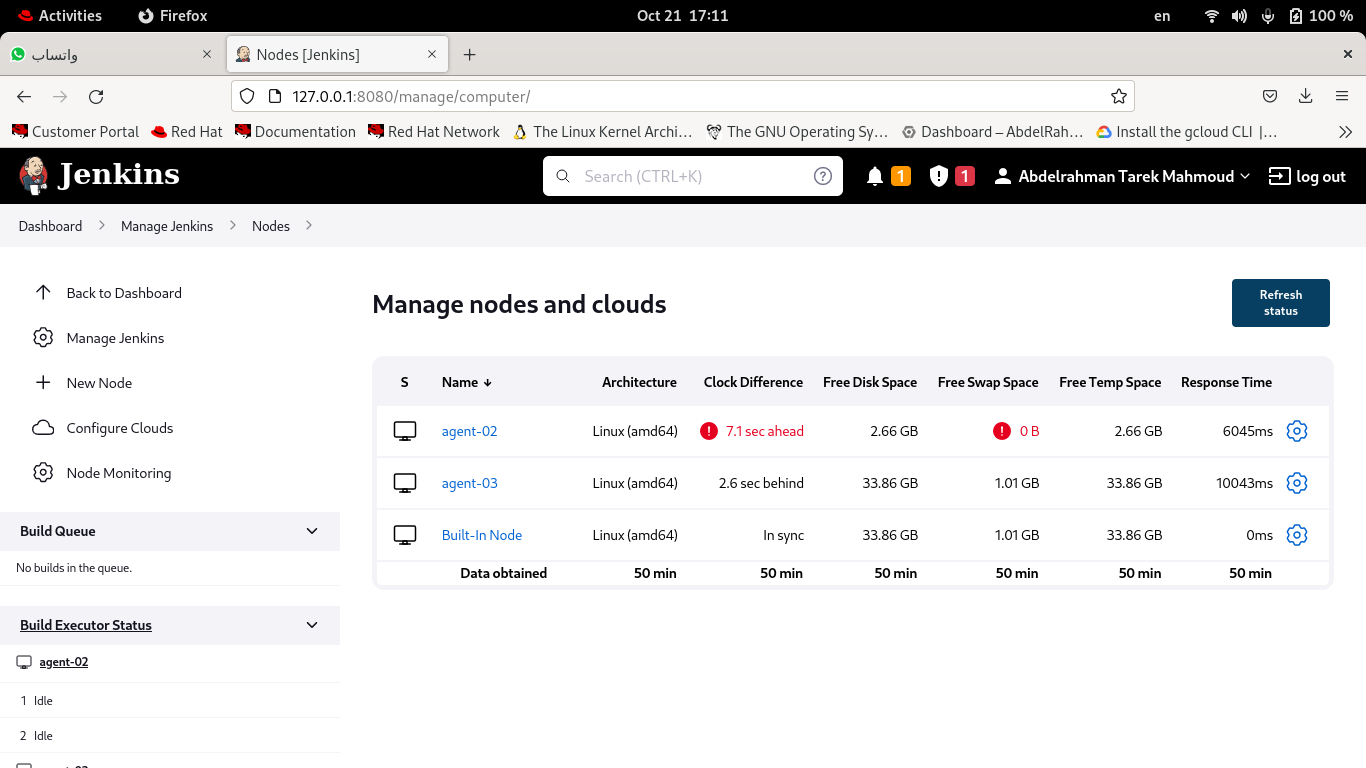 Activities Firefox Oct 21 17:11 en 100 %
واتساب Nodes [Jenkins]
127.0.0.1:8080/manage/computer/
Customer Portal Red Hat Documentation Red Hat Network The Linux Kernel Archi… The GNU Operating Sy… Dashboard – AbdelRah… Install the gcloud CLI |…
Jenkins Search (CTRL+K) 1 1 Abdelrahman Tarek Mahmoud log out
Dashboard Manage Jenkins Nodes
Back to Dashboard
Manage Jenkins
New Node
Configure Clouds
Node Monitoring
Build Queue
No builds in the queue.
Build Executor Status
agent-02
1 Idle
2 Idle
Manage nodes and clouds
Refresh
status
S Name ↓ Architecture Clock Difference Free Disk Space Free Swap Space Free Temp Space Response Time
agent-02 Linux (amd64) 7.1 sec ahead 2.66 GB 0 B 2.66 GB 6045ms
agent-03 Linux (amd64) 2.6 sec behind 33.86 GB 1.01 GB 33.86 GB 10043ms
Built-In Node Linux (amd64) In sync 33.86 GB 1.01 GB 33.86 GB 0ms
Data obtained 50 min 50 min 50 min 50 min 50 min 50 min